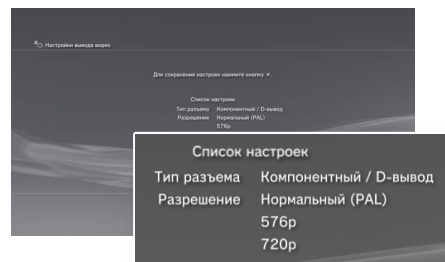 Настройки вывода видео
Для сохранения настроек нажмите кнопку ×.
Список настроек
Тип разъема Компонентный / D-вывод
Разрешение Нормальный (PAL)
576p
Список настроек
Тип разъема Компонентный / D-вывод
Разрешение Нормальный (PAL)
576p
720p